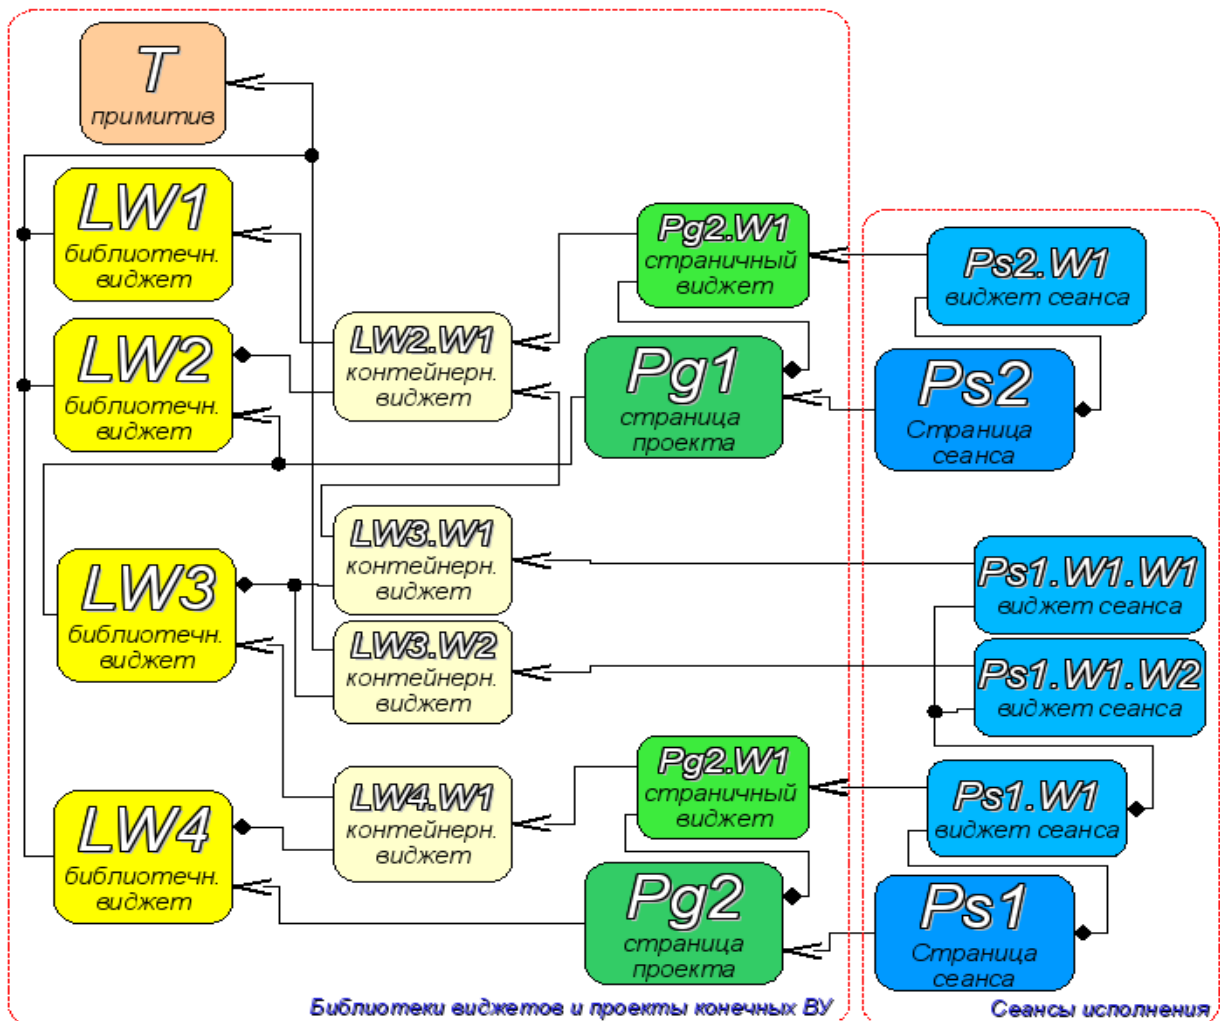 T
примитив
LW1
библиотечн.
виджет
LW2
библиотечн.
виджет
LW3
библиотечн.
виджет
LW4
библиотечн.
виджет
LW2.W1
контейнерн.
виджет
LW3.W1
контейнерн.
виджет
LW3.W2
контейнерн.
виджет
LW4.W1
контейнерн.
виджет
Pg2.W1
страничный
виджет
Pg1
страница
проекта
Pg2.W1
страничный
виджет
Pg2
страница
проекта
Ps2.W1
виджет сеанса
Ps2
Страница
сеанса
Ps1.W1.W1
виджет сеанса
Ps1.W1.W2
виджет сеанса
Ps1.W1
виджет сеанса
Ps1
Страница
сеанса
Библиотеки виджетов и проекты конечных ВУ
Сеансы исполнения